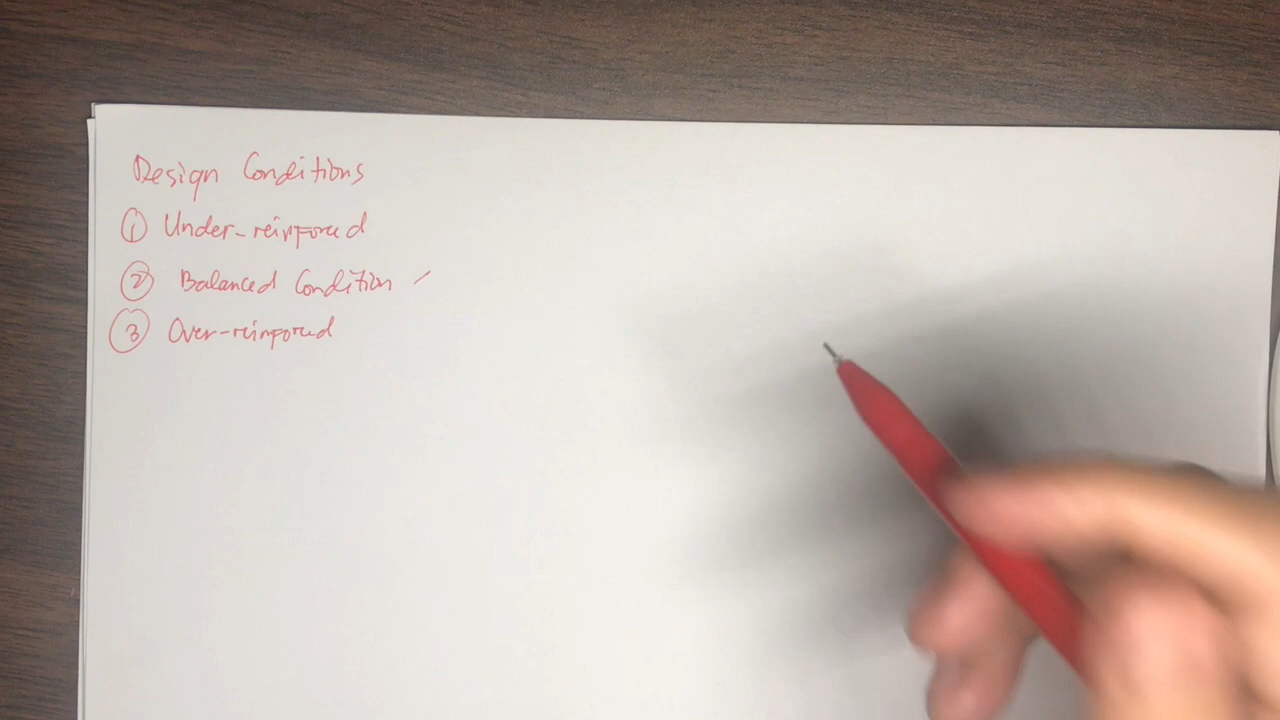 Design Conditions
① Under-reinforced
② Balanced Condition
③ Over-reinforced